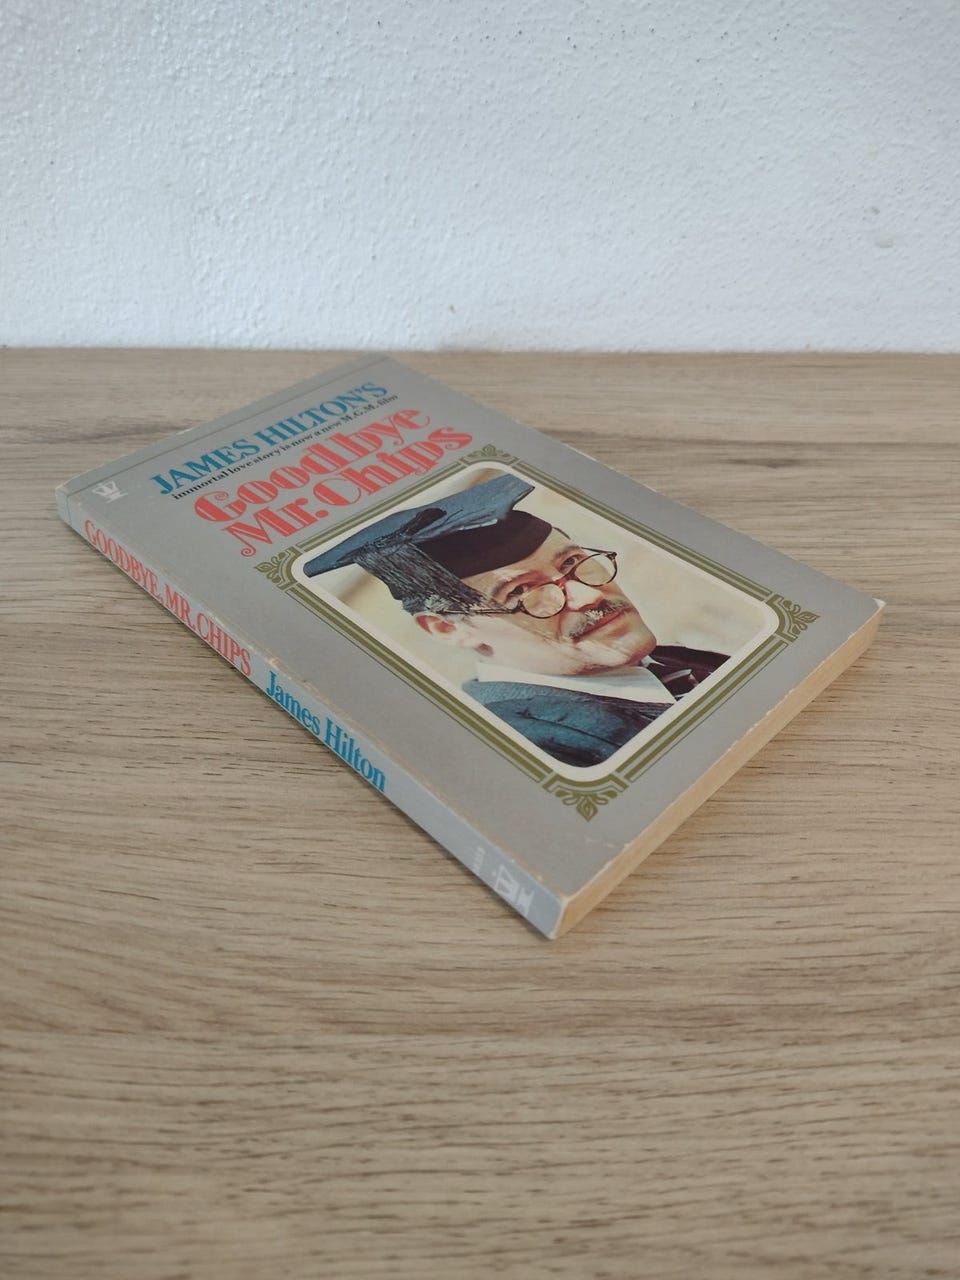 JAMES HILTON'S
immortal love story is now a new M.G.M. film
Goodbye
Mr. Chips
GOODBYE, MR. CHIPS James Hilton